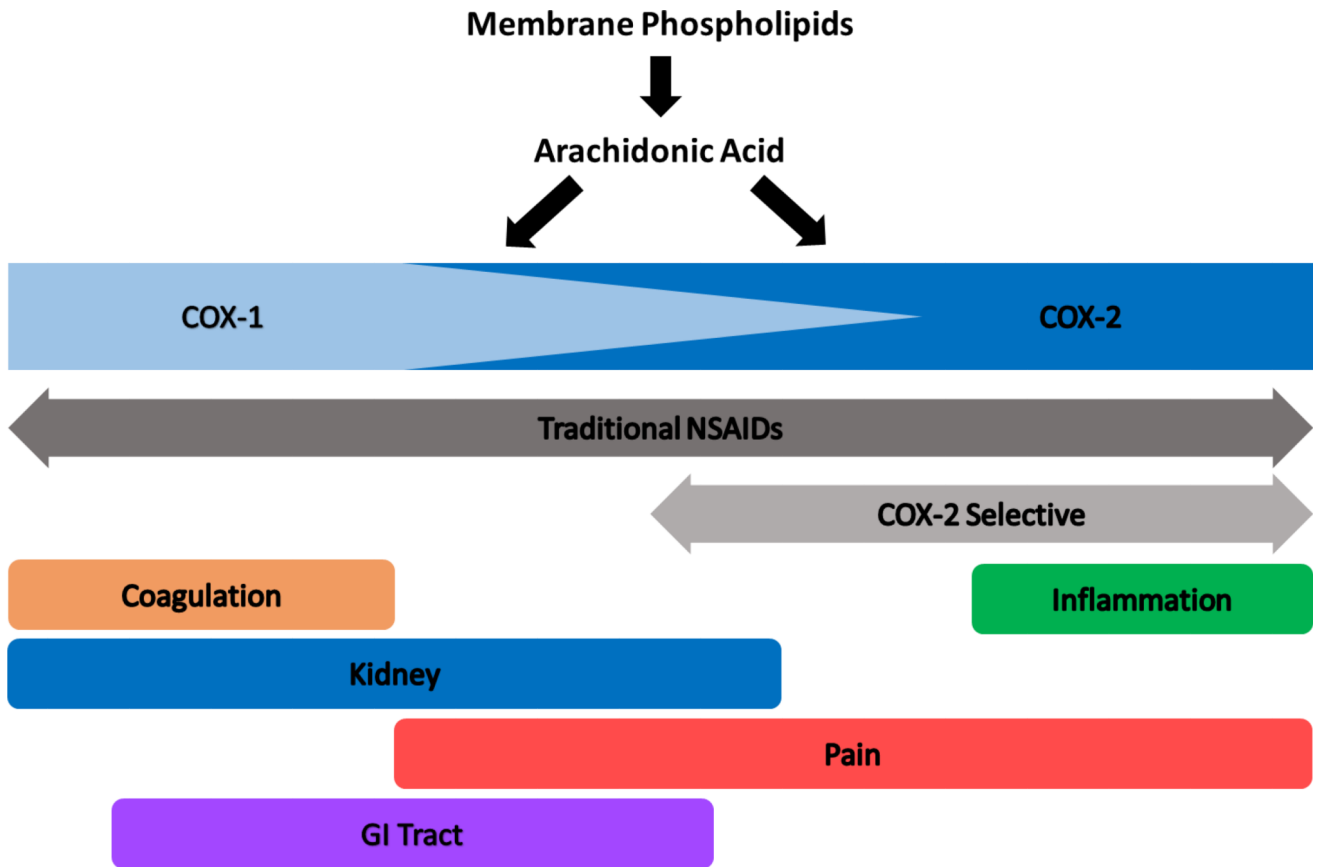 Membrane Phospholipids
Arachidonic Acid
COX-1
COX-2
Traditional NSAIDs
COX-2 Selective
Coagulation
Inflammation
Kidney
Pain
GI Tract